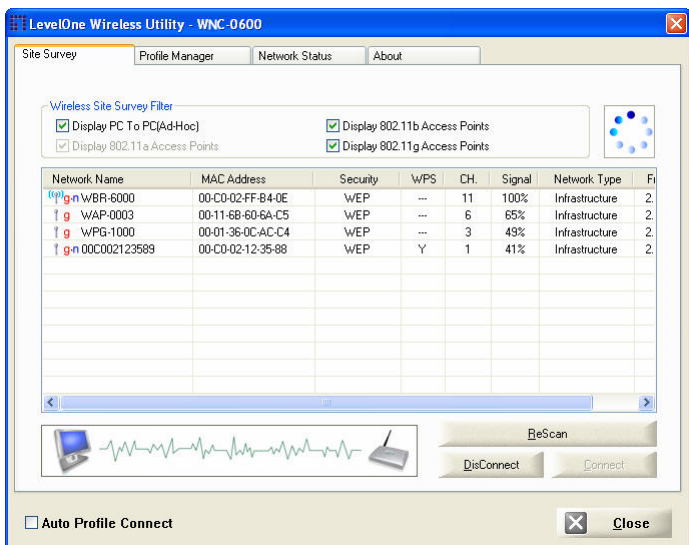 LevelOne Wireless Utility - WNC-0600
Site Survey Profile Manager Network Status About
Wireless Site Survey Filter
Display PC To PC(Ad-Hoc) Display 802.11b Access Points
Display 802.11a Access Points Display 802.11g Access Points
Network Name MAC Address Security WPS CH. Signal Network Type
g-n WBR-6000 00-C0-02-FF-B4-0E WEP --- 11 100% Infrastructure 2.
g WAP-0003 00-11-6B-60-6A-C5 WEP --- 6 65% Infrastructure 2.
g WPG-1000 00-01-36-0C-AC-C4 WEP --- 3 49% Infrastructure 2.
g-n 00C002123589 00-C0-02-12-35-88 WEP Y 1 41% Infrastructure 2.
ReScan
DisConnect Connect
Auto Profile Connect Close